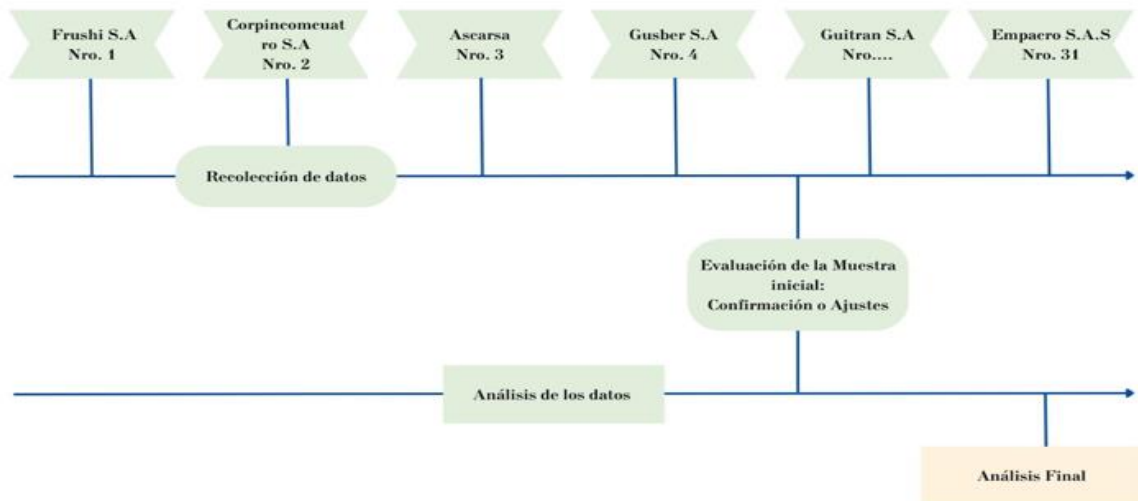 Frushi S.A
Nro. 1
Corpincomcuat
ro S.A
Nro. 2
Ascarsa
Nro. 3
Gusber S.A
Nro. 4
Guitran S.A
Nro....
Empacro S.A.S
Nro. 31
Recolección de datos
Evaluación de la Muestra
inicial:
Confirmación o Ajustes
Análisis de los datos
Análisis Final